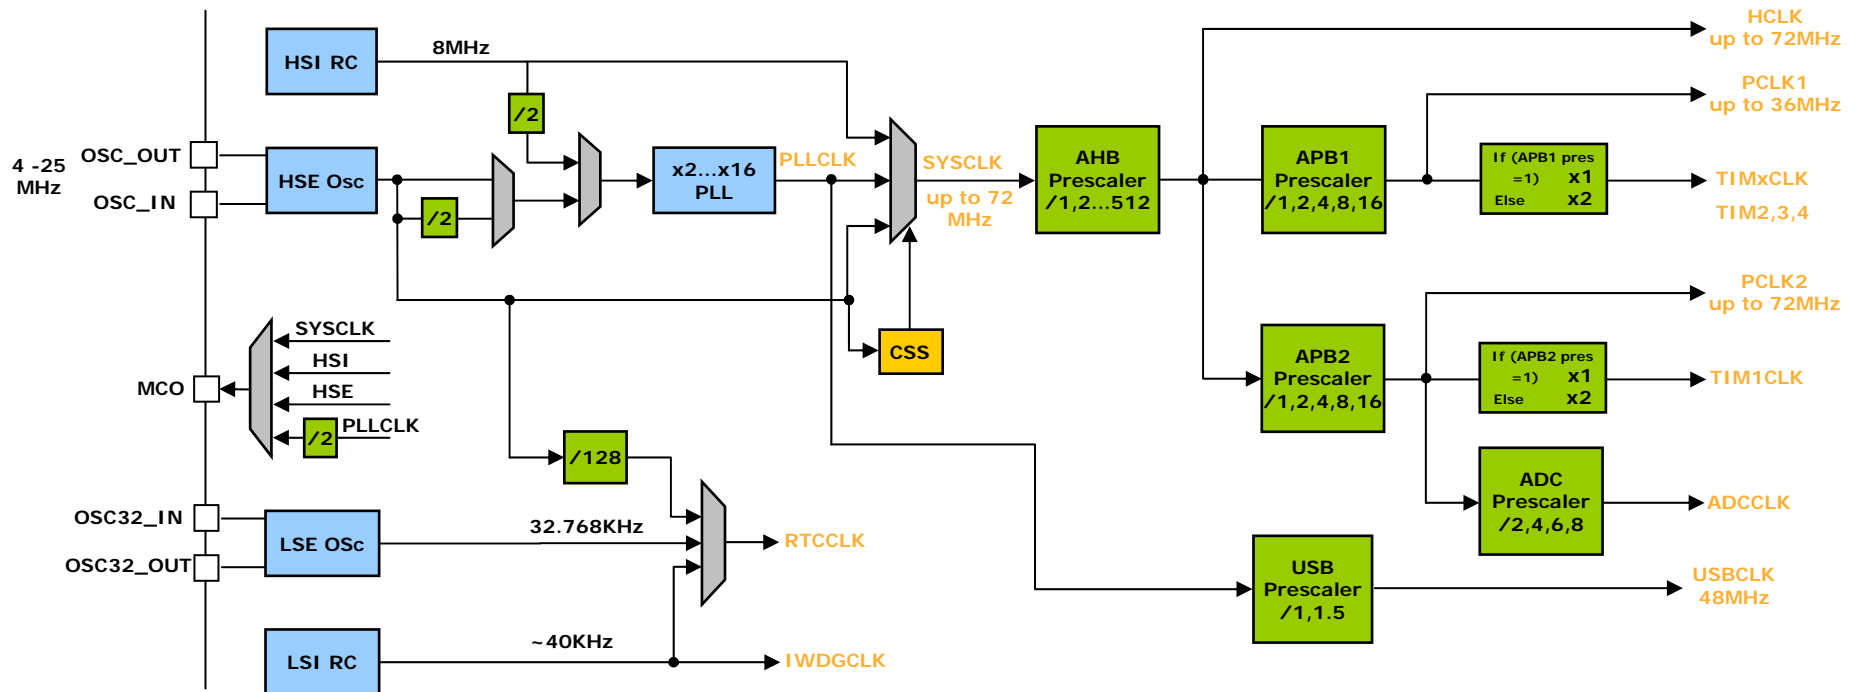 HSI RC
8MHz
/2
4 -25
MHz
OSC_OUT
OSC_IN
HSE Osc
/2
x2...x16
PLL
PLLCLK
SYSCLK
up to 72
MHz
CSS
AHB
Prescaler
/1,2...512
HCLK
up to 72MHz
PCLK1
up to 36MHz
APB1
Prescaler
/1,2,4,8,16
If (APB1 pres
=1) x1
Else x2
TIMxCLK
TIM2,3,4
PCLK2
up to 72MHz
APB2
Prescaler
/1,2,4,8,16
If (APB2 pres
=1) x1
Else x2
TIM1CLK
ADC
Prescaler
/2,4,6,8
ADCCLK
USB
Prescaler
/1,1.5
USBCLK
48MHz
MCO
SYSCLK
HSI
HSE
PLLCLK
/2
/128
OSC32_IN
OSC32_OUT
LSE OSc
32.768KHz
RTCCLK
LSI RC
~40KHz
IWDGCLK